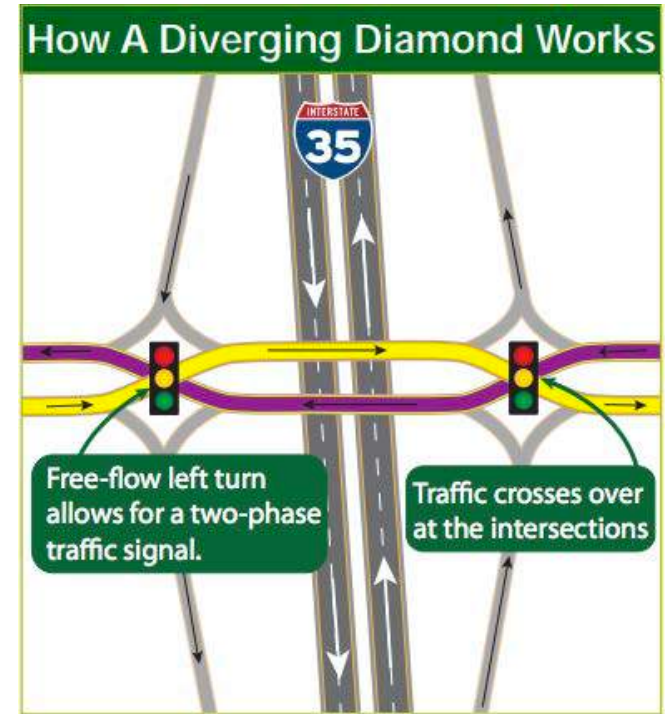 How A Diverging Diamond Works
INTERSTATE
35
Free-flow left turn
allows for a two-phase
traffic signal.
Traffic crosses over
at the intersections